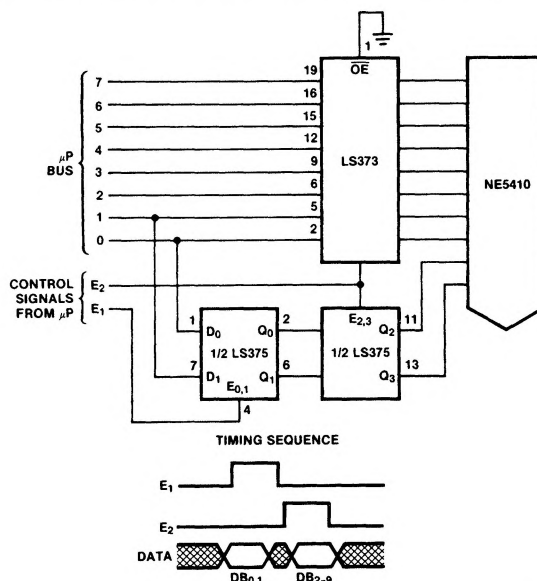 1
OE
19
16
15
12
9
6
5
2
LS373
NE5410
7
6
5
4
3
2
1
0
μP
BUS
CONTROL
SIGNALS
FROM μP
E2
E1
1
D0
Q0
2
1/2 LS375
7
D1
Q1
6
E0,1
4
E2,3
Q2
11
1/2 LS375
Q3
13
TIMING SEQUENCE
E1
E2
DATA
DB0,1
DB2-9